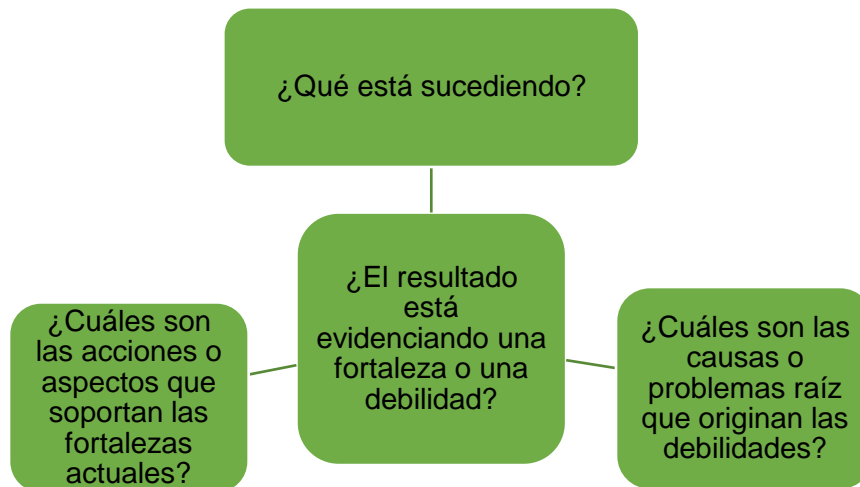 ¿Qué está sucediendo?
¿El resultado
está
evidenciando una
fortaleza o una
debilidad?
¿Cuáles son
las acciones o
aspectos que
soportan las
fortalezas
actuales?
¿Cuáles son las
causas o
problemas raíz
que originan las
debilidades?